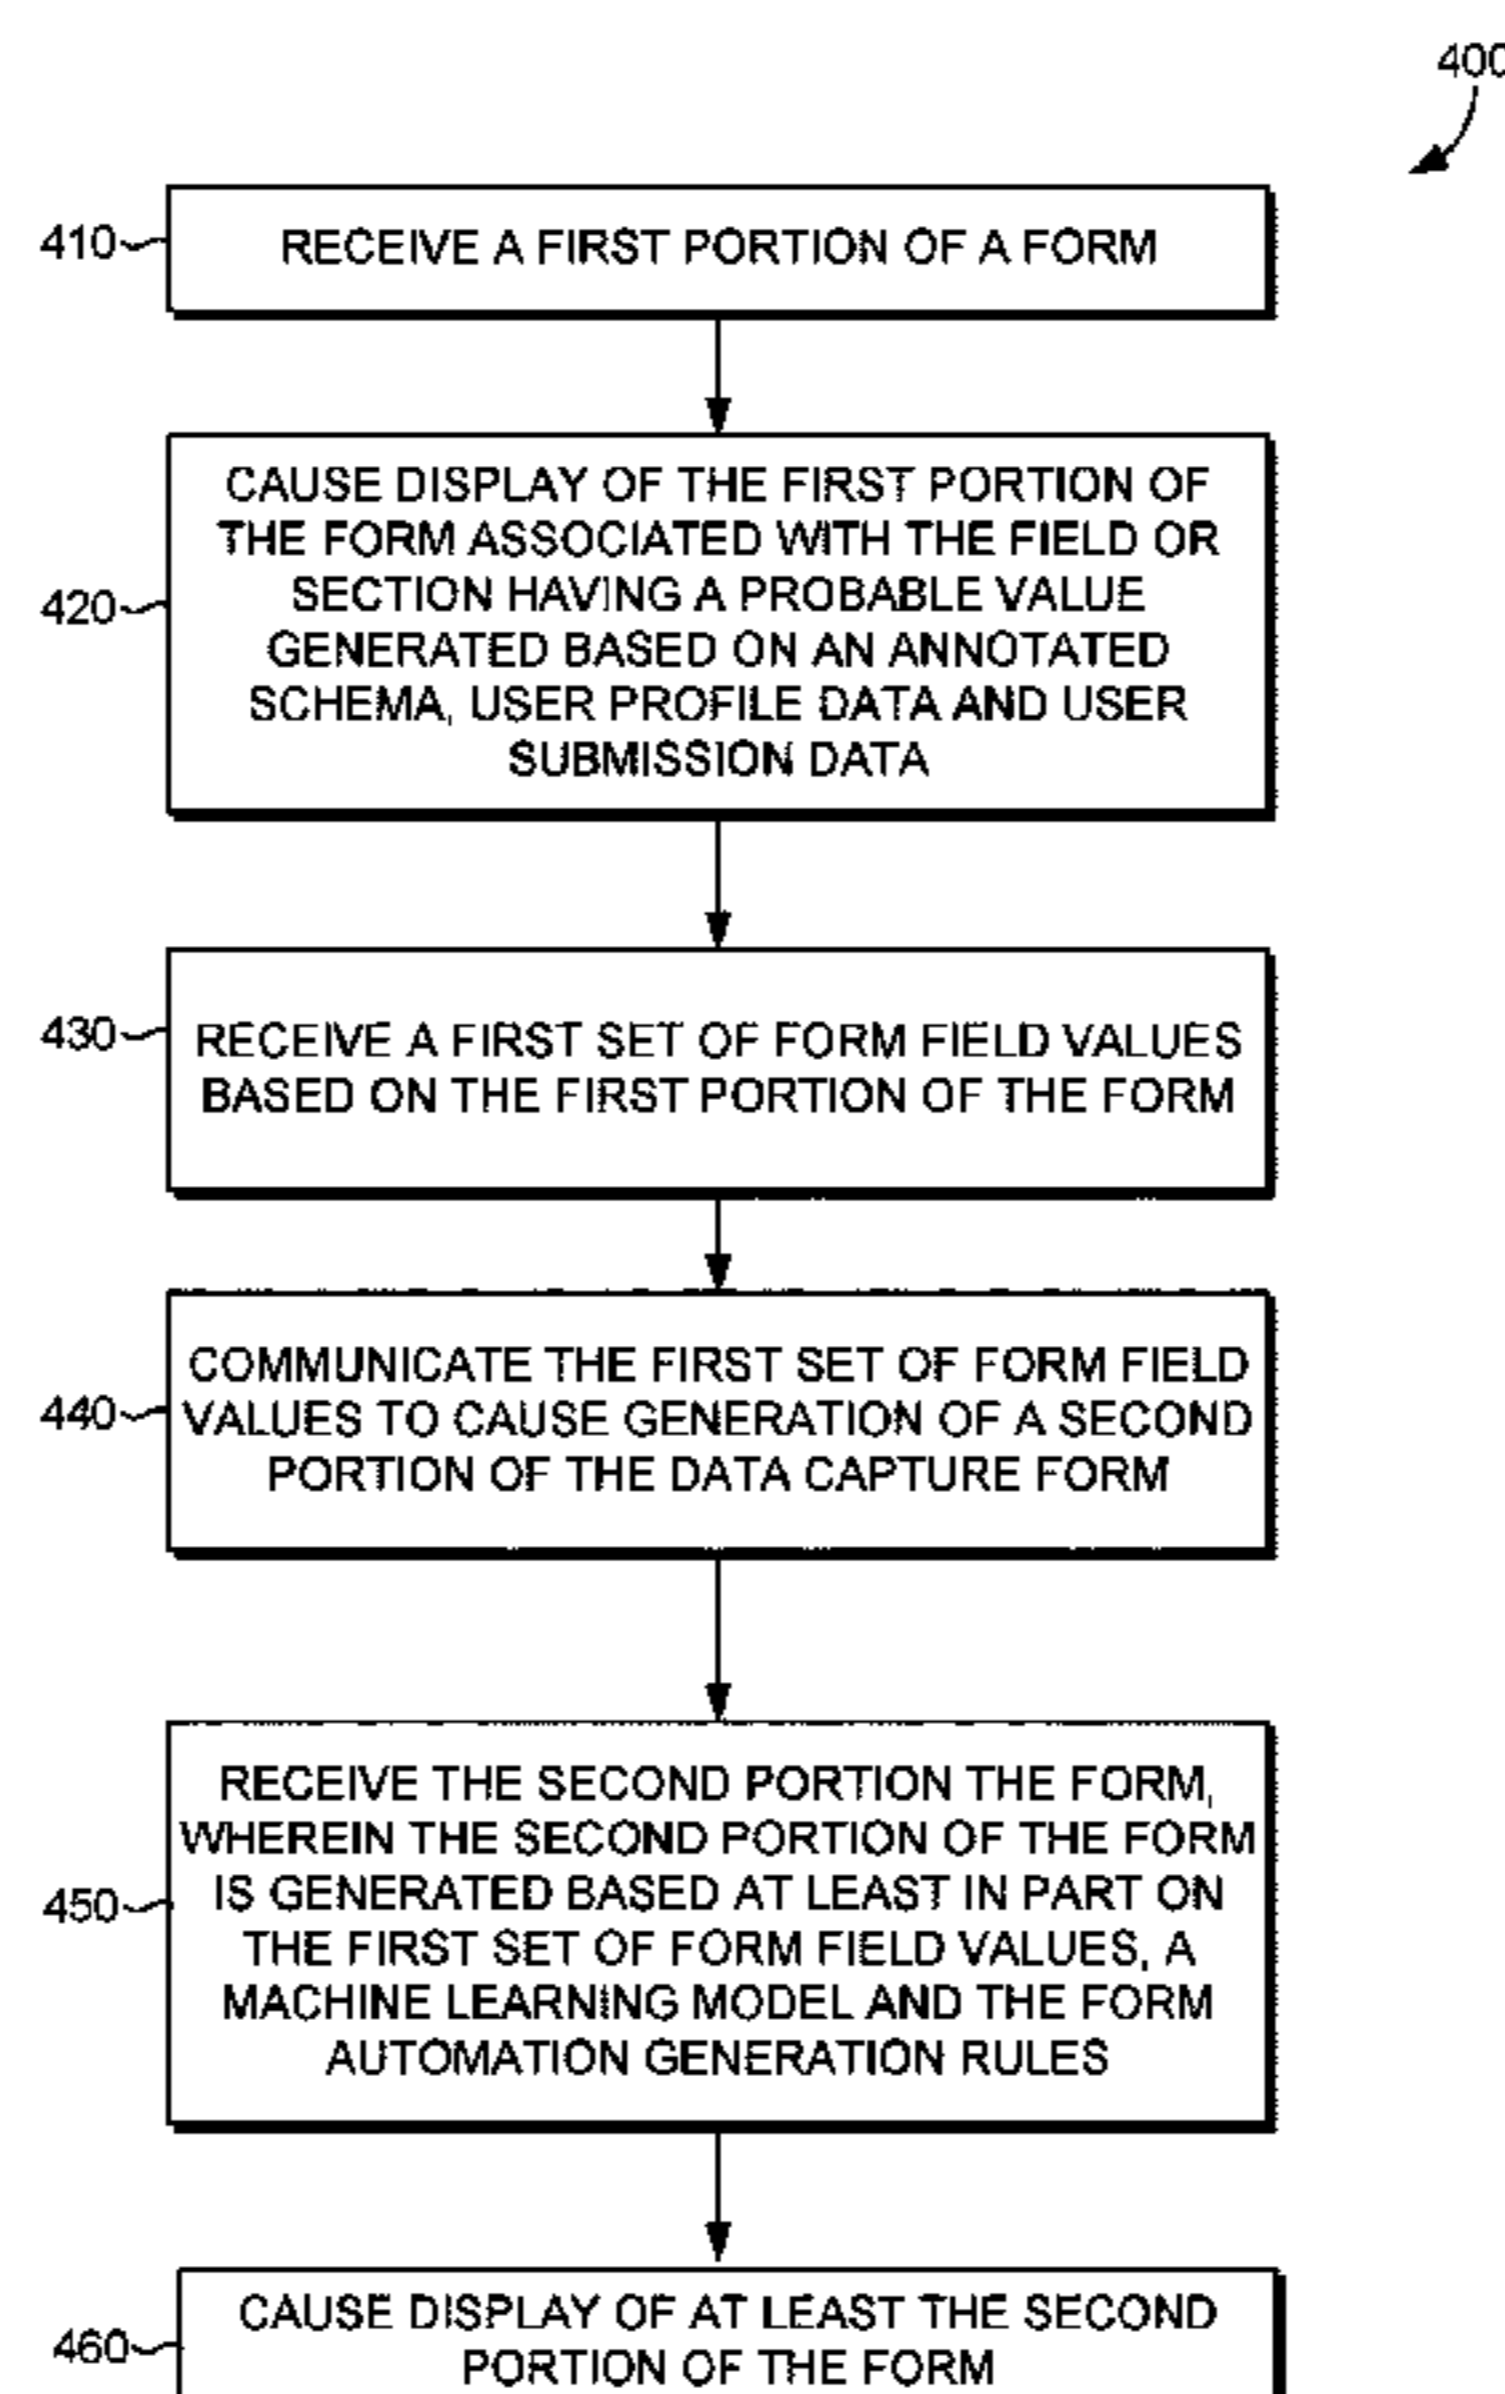 400
410
RECEIVE A FIRST PORTION OF A FORM
420
CAUSE DISPLAY OF THE FIRST PORTION OF
THE FORM ASSOCIATED WITH THE FIELD OR
SECTION HAVING A PROBABLE VALUE
GENERATED BASED ON AN ANNOTATED
SCHEMA, USER PROFILE DATA AND USER
SUBMISSION DATA
430
RECEIVE A FIRST SET OF FORM FIELD VALUES
BASED ON THE FIRST PORTION OF THE FORM
440
COMMUNICATE THE FIRST SET OF FORM FIELD
VALUES TO CAUSE GENERATION OF A SECOND
PORTION OF THE DATA CAPTURE FORM
450
RECEIVE THE SECOND PORTION THE FORM,
WHEREIN THE SECOND PORTION OF THE FORM
IS GENERATED BASED AT LEAST IN PART ON
THE FIRST SET OF FORM FIELD VALUES, A
MACHINE LEARNING MODEL AND THE FORM
AUTOMATION GENERATION RULES
460
CAUSE DISPLAY OF AT LEAST THE SECOND
PORTION OF THE FORM